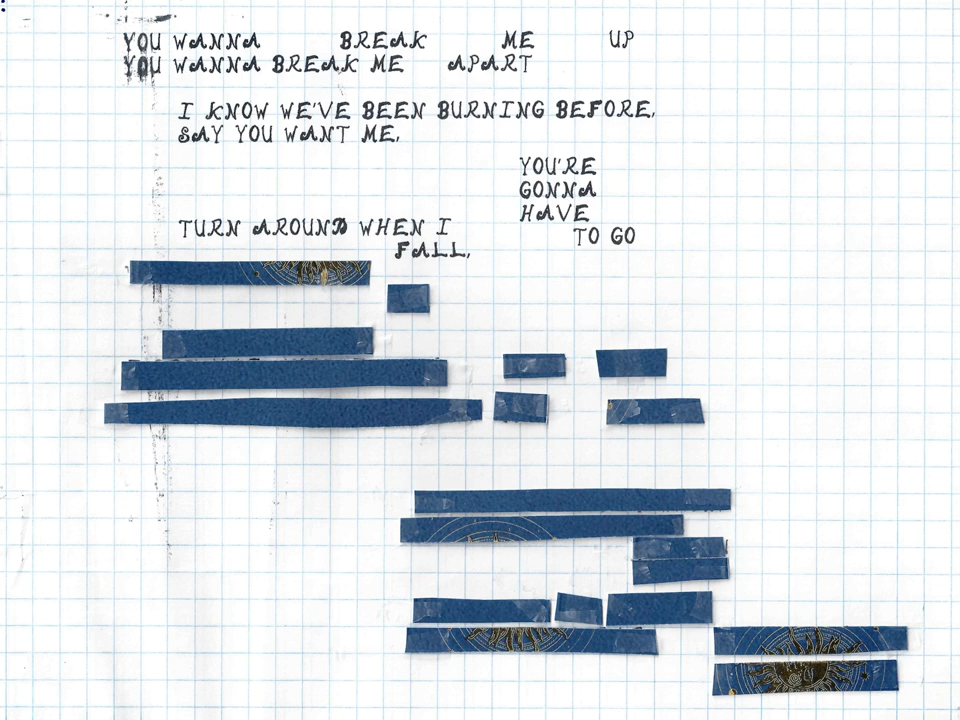 YOU WANNA BREAK ME UP
YOU WANNA BREAK ME APART
I KNOW WE'VE BEEN BURNING BEFORE,
SAY YOU WANT ME,
YOU'RE
GONNA
HAVE
TO GO
TURN AROUND WHEN I
FALL,